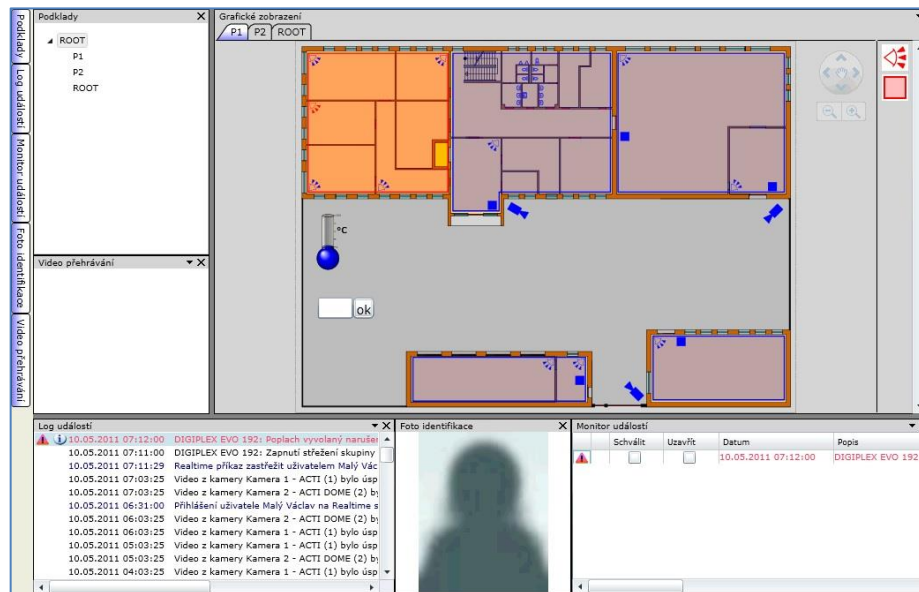 Podklady
Log událostí
Monitor událostí
Foto identifikace
Video přehrávání
Podklady
ROOT
P1
P2
ROOT
Video přehrávání
Grafické zobrazení
P1 P2 ROOT
°C
ok
Log událostí
10.05.2011 07:12:00 DIGIPLEX EVO 192: Poplach vyvolaný narušen
10.05.2011 07:11:00 DIGIPLEX EVO 192: Zapnutí střežení skupiny
10.05.2011 07:11:29 Realtime příkaz zastřežit uživatelem Malý Vác
10.05.2011 07:03:25 Video z kamery Kamera 1 - ACTI (1) bylo úsp
10.05.2011 07:03:25 Video z kamery Kamera 2 - ACTI DOME (2) by
10.05.2011 06:31:00 Přihlášení uživatele Malý Václav na Realtime s
10.05.2011 06:03:25 Video z kamery Kamera 2 - ACTI DOME (2) by
10.05.2011 06:03:25 Video z kamery Kamera 1 - ACTI (1) bylo úsp
10.05.2011 05:03:25 Video z kamery Kamera 1 - ACTI (1) bylo úsp
10.05.2011 05:03:25 Video z kamery Kamera 2 - ACTI DOME (2) by
10.05.2011 04:03:25 Video z kamery Kamera 1 - ACTI (1) bylo úsp
Foto identifikace
Monitor událostí
Schválit Uzavřít Datum Popis
10.05.2011 07:12:00 DIGIPLEX EVO 192